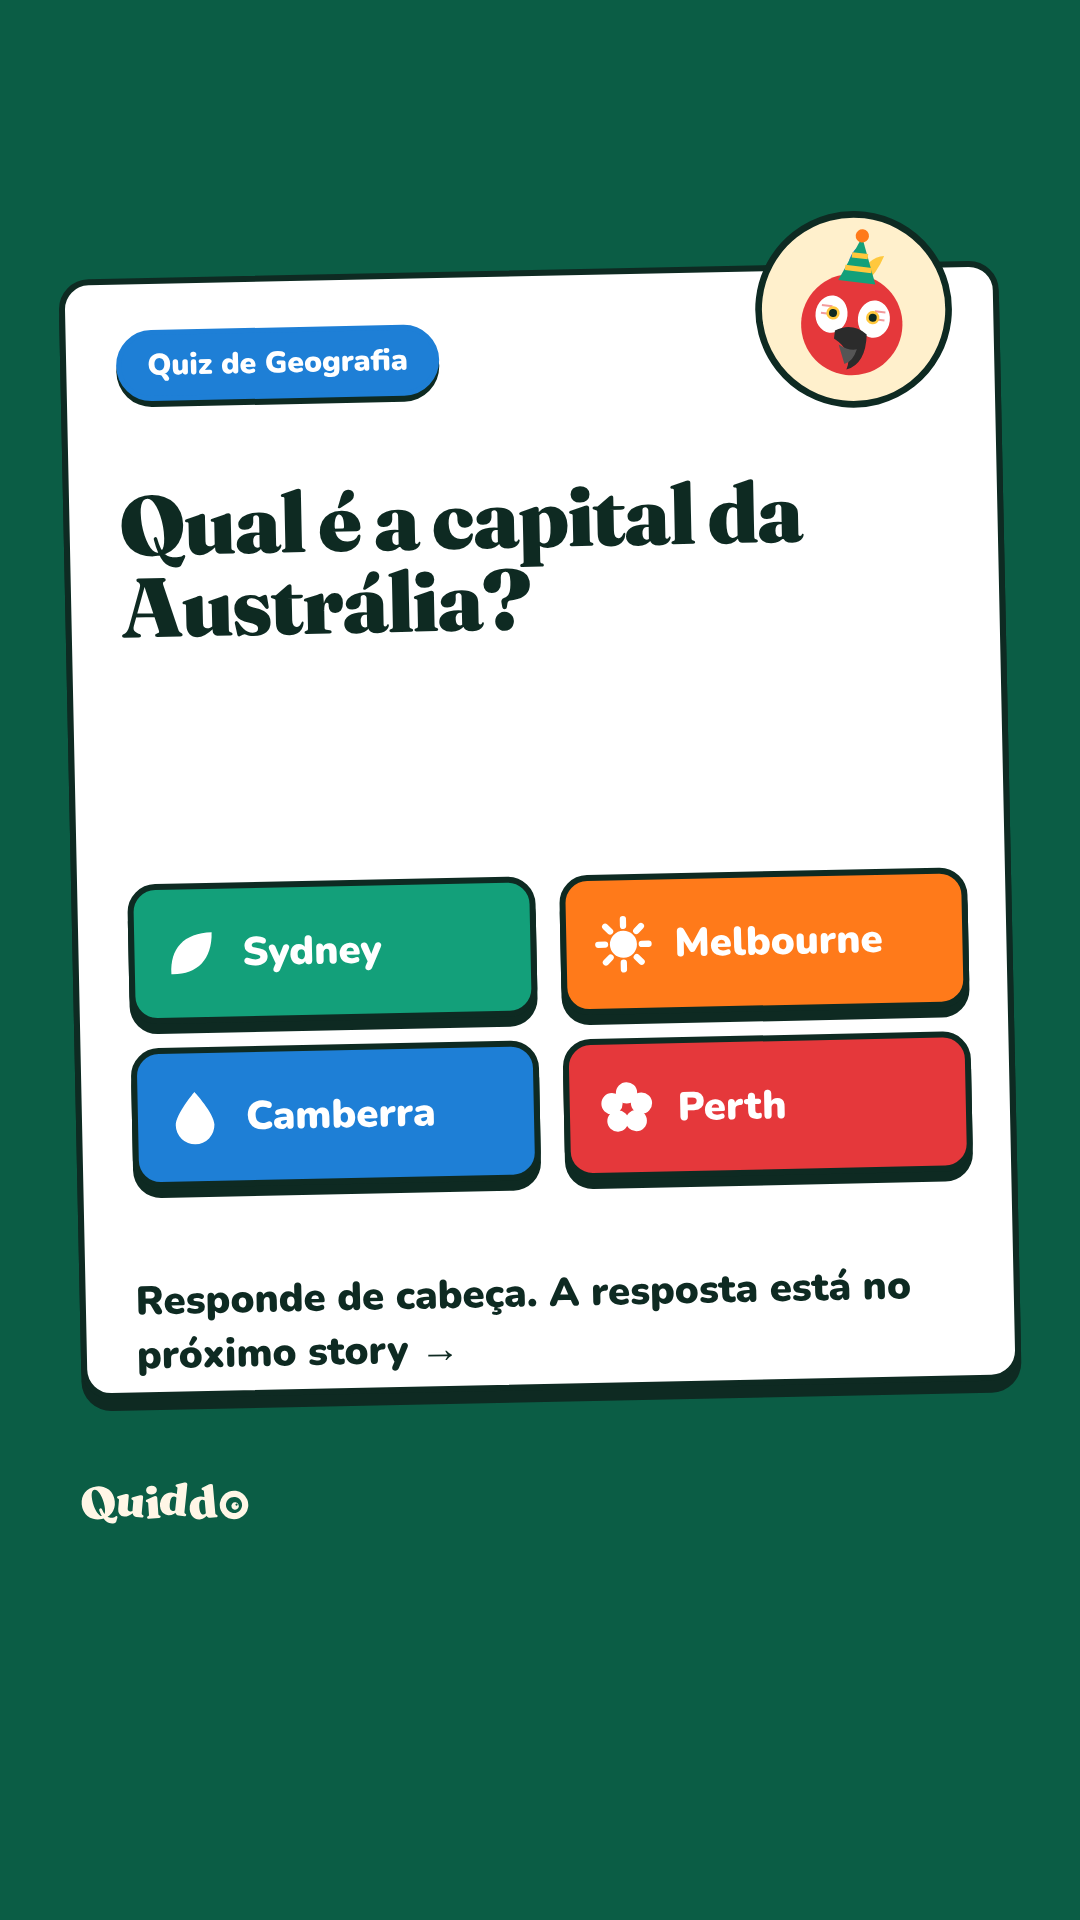 Quiz de Geografia
Qual é a capital da
Austrália?
Sydney
Melbourne
Camberra
Perth
Responde de cabeça. A resposta está no
próximo story →
Quiddo